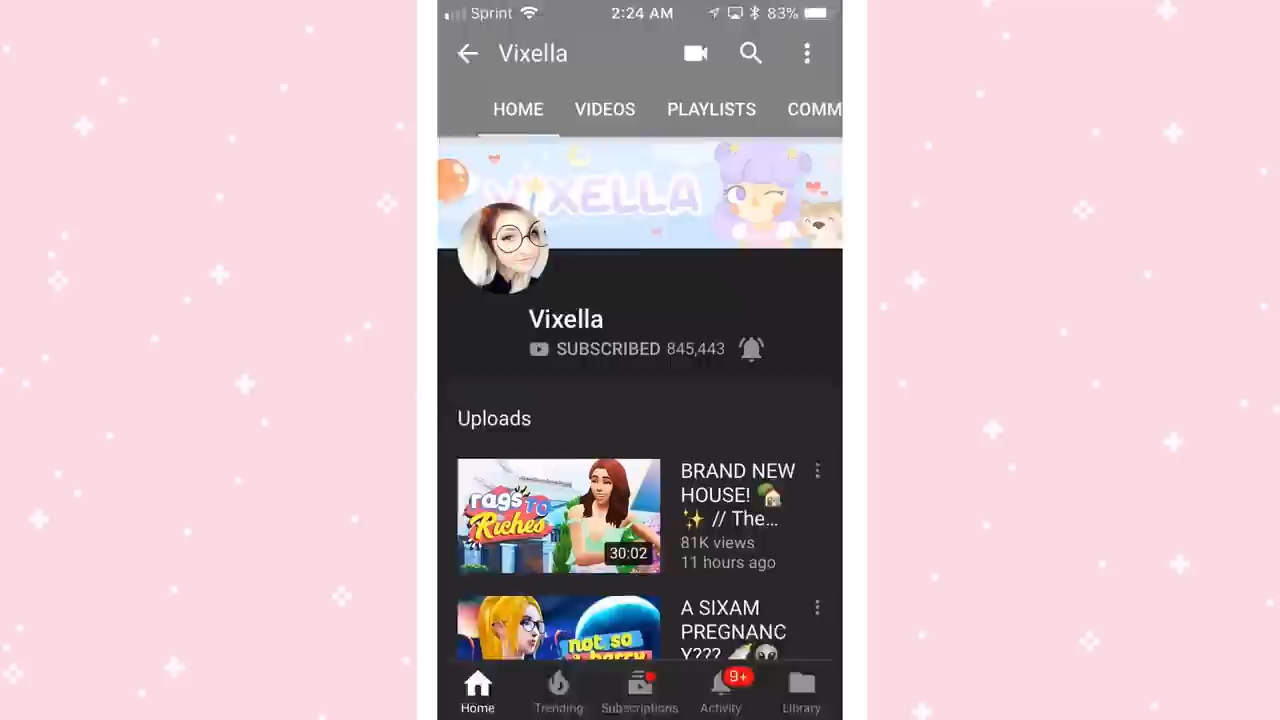 Sprint 2:24 AM 83%
Vixella
HOME VIDEOS PLAYLISTS COMM
VIXELLA
Vixella
SUBSCRIBED 845,443
Uploads
rags TO
Riches
30:02
BRAND NEW
HOUSE! 🏡
✨ // The...
81K views
11 hours ago
not so
berry
A SIXAM
PREGNANC
Y???
9+
Home Trending Subscriptions Activity Library